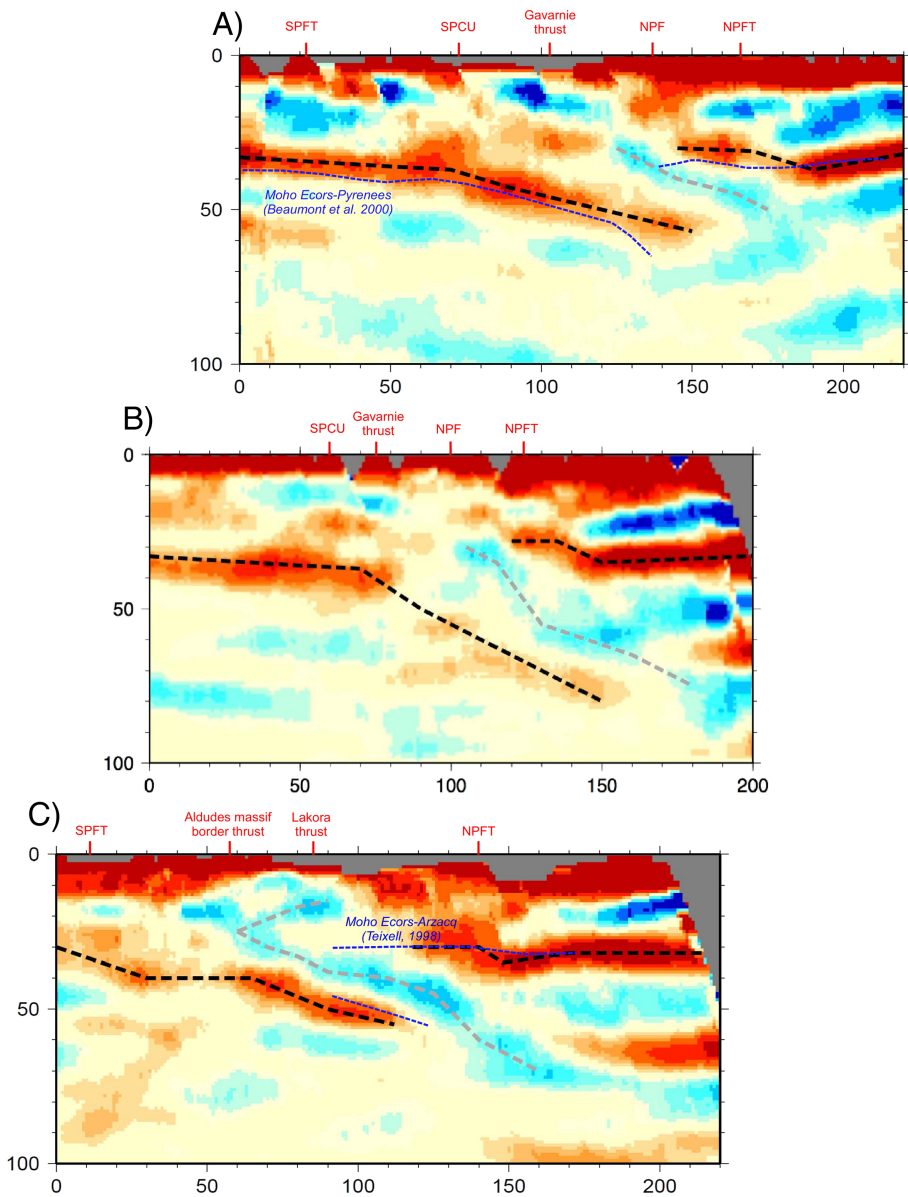 A)
SPFT SPCU Gavarnie thrust NPF NPFT
0
50
100
Moho Ecors-Pyrenees
(Beaumont et al. 2000)
0 50 100 150 200
B)
SPCU Gavarnie thrust NPF NPFT
0
50
100
0 50 100 150 200
C)
SPFT Aldudes massif border thrust Lakora thrust NPFT
0
50
100
Moho Ecors-Arzacq
(Teixell, 1998)
0 50 100 150 200